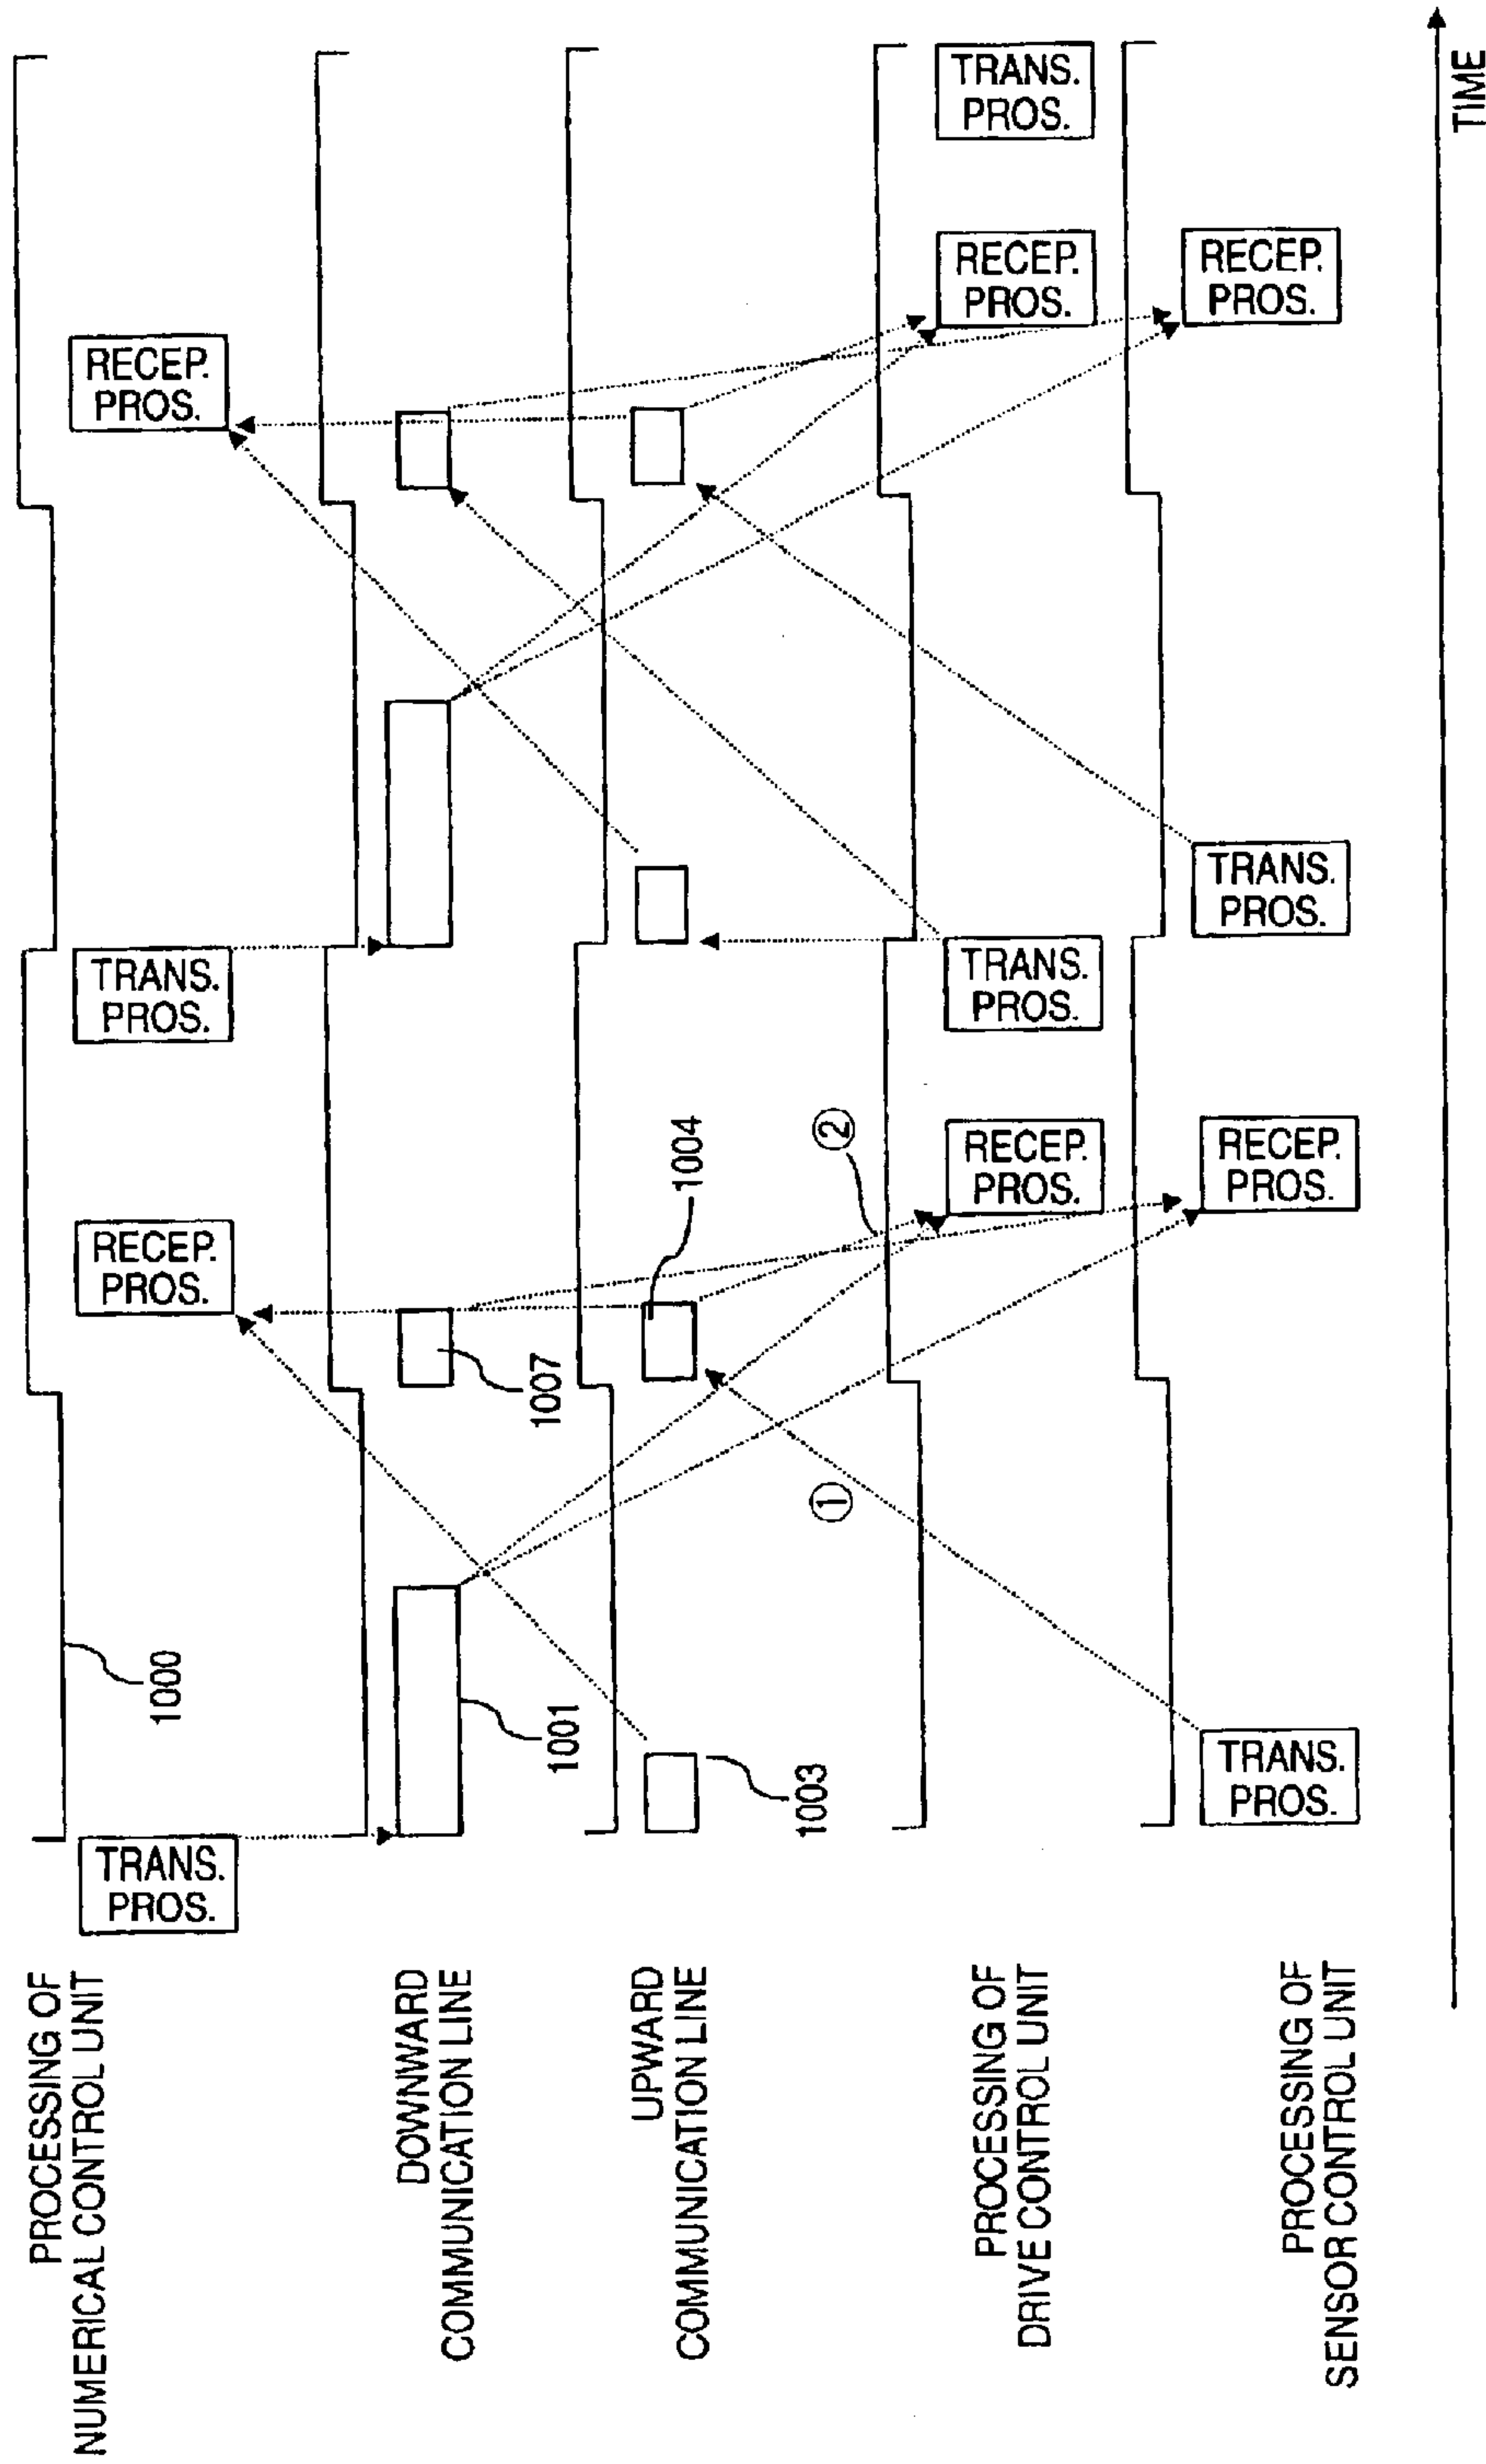 PROCESSING OF
NUMERICAL CONTROL UNIT
TRANS.
PROS.
1000
RECEP.
PROS.
TRANS.
PROS.
RECEP.
PROS.
DOWNWARD
COMMUNICATION LINE
1001
1007
UPWARD
COMMUNICATION LINE
1003
1004
①
②
PROCESSING OF
DRIVE CONTROL UNIT
RECEP.
PROS.
TRANS.
PROS.
RECEP.
PROS.
TRANS.
PROS.
PROCESSING OF
SENSOR CONTROL UNIT
TRANS.
PROS.
RECEP.
PROS.
TRANS.
PROS.
RECEP.
PROS.
TIME